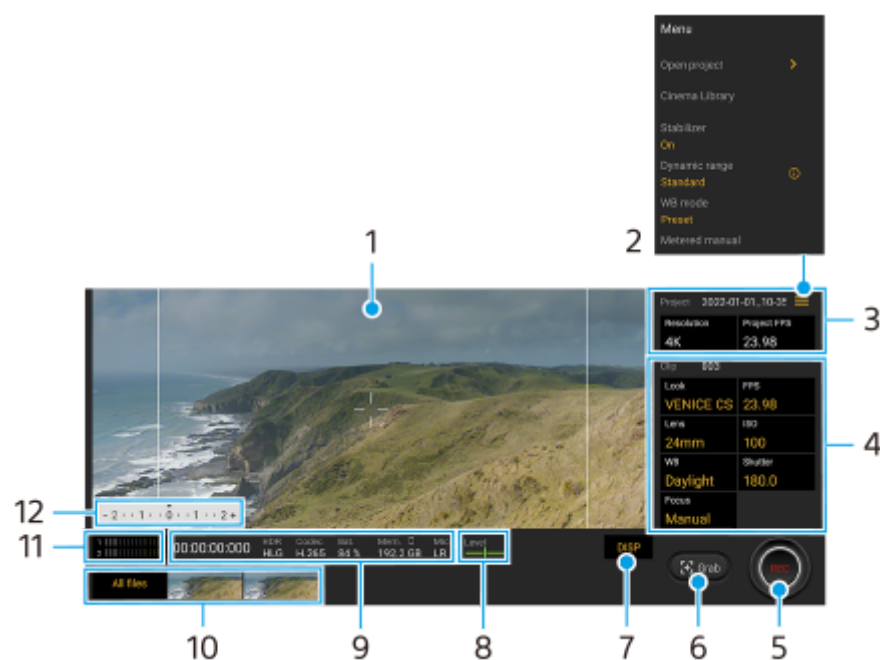 Menu
Open project
Cinema Library
Stabilizer
On
Dynamic range
Standard
WB mode
Preset
Metered manual
2
1
Project 2022-01-01_10-2
3
Resolution Project FPS
4K 23.98
Clip 003
Look FPS
VENICE CS 23.98
Lens ISO
24mm 100
4
WB Shutter
Daylight 180.0
Focus
Manual
12
-2 1 0 1 2+
11
1
2
00:00:00:000
HDR Codec Bat. Mem. Mic
HLG H.265 84 % 192.2 GB LR
Level
DISP
Grab
REC
All files
10 9 8 7 6 5